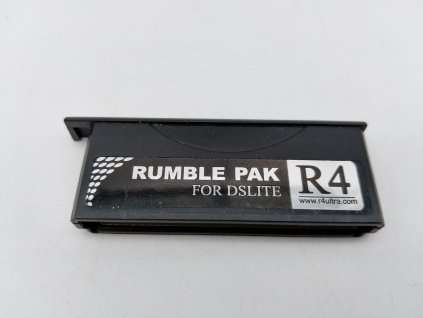 RUMBLE PAK
FOR DSLITE
R4
www.r4ultra.com